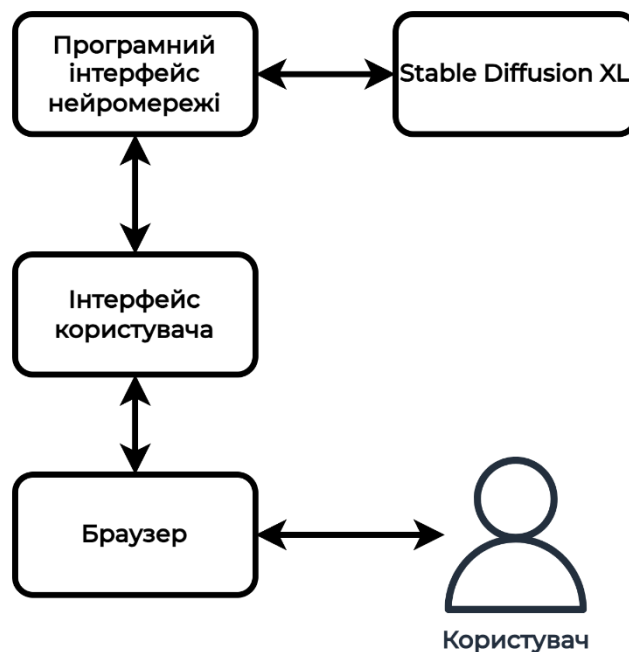 Програмний
інтерфейс
нейромережі
Stable Diffusion XL
Інтерфейс
користувача
Браузер
Користувач